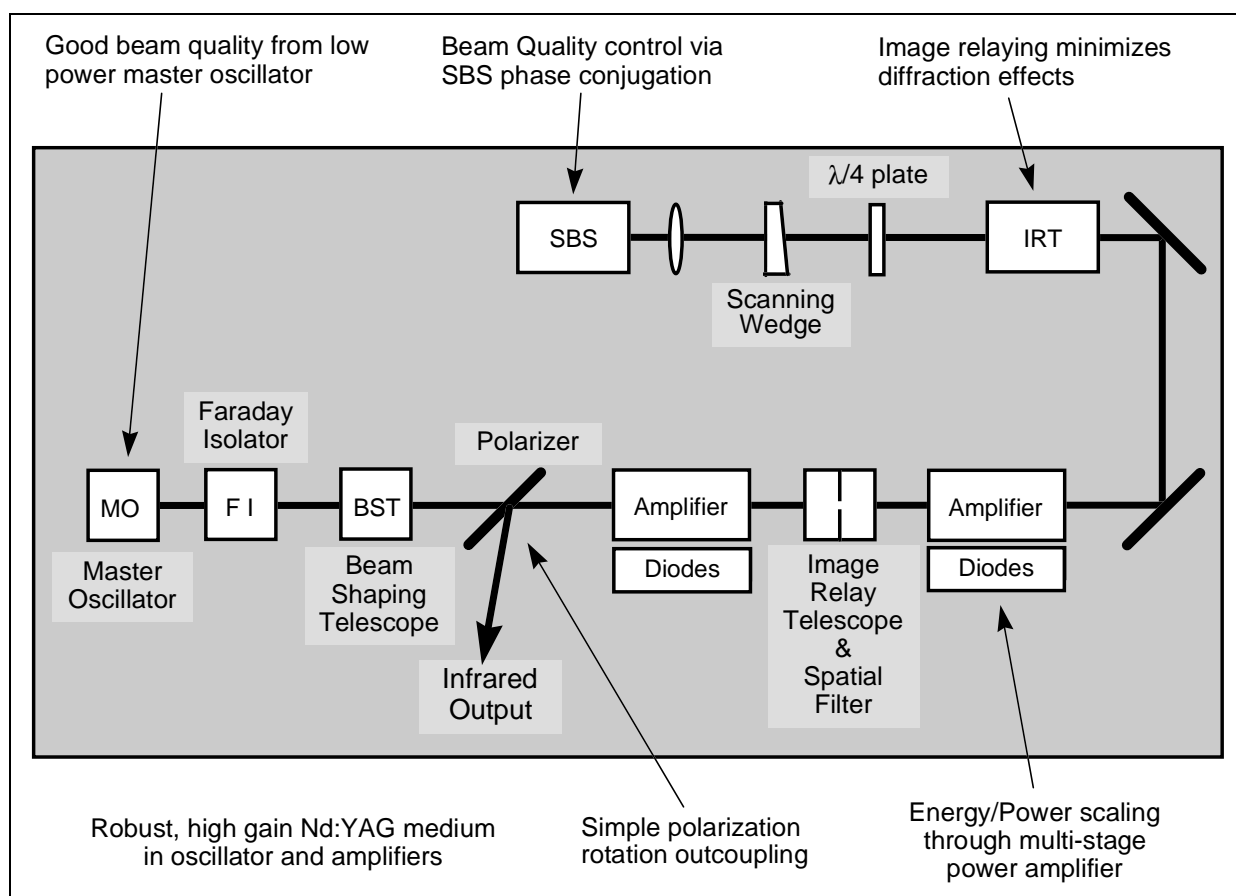 Good beam quality from low
power master oscillator
Beam Quality control via
SBS phase conjugation
Image relaying minimizes
diffraction effects
λ/4 plate
SBS
IRT
Scanning
Wedge
Faraday
Isolator
Polarizer
MO
F I
BST
Amplifier
Amplifier
Diodes
Diodes
Master
Oscillator
Beam
Shaping
Telescope
Image
Relay
Telescope
&
Spatial
Filter
Infrared
Output
Robust, high gain Nd:YAG medium
in oscillator and amplifiers
Simple polarization
rotation outcoupling
Energy/Power scaling
through multi-stage
power amplifier